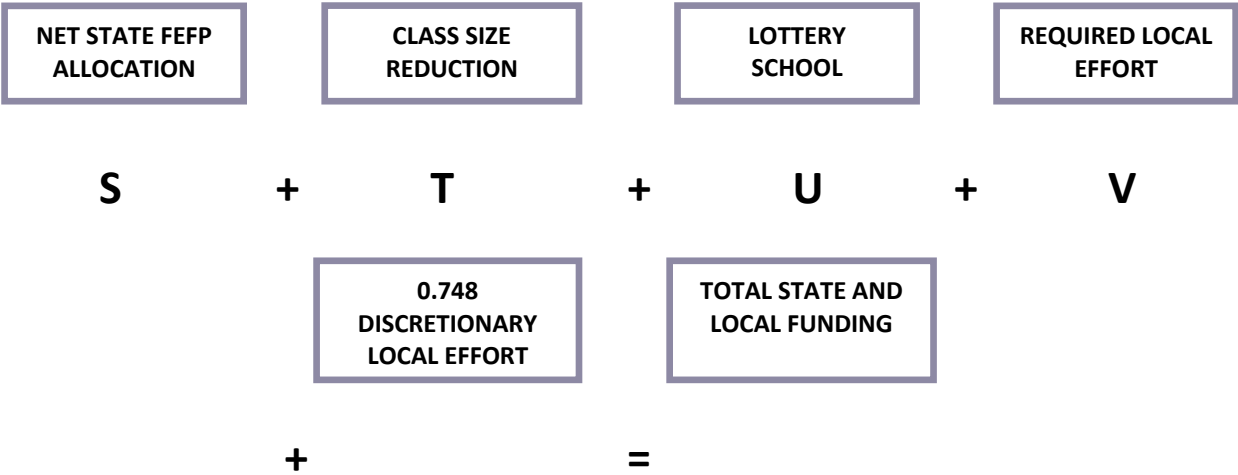 NET STATE FEFP
ALLOCATION
CLASS SIZE
REDUCTION
LOTTERY
SCHOOL
REQUIRED LOCAL
EFFORT
S + T + U + V
0.748
DISCRETIONARY
LOCAL EFFORT
TOTAL STATE AND
LOCAL FUNDING
+ =